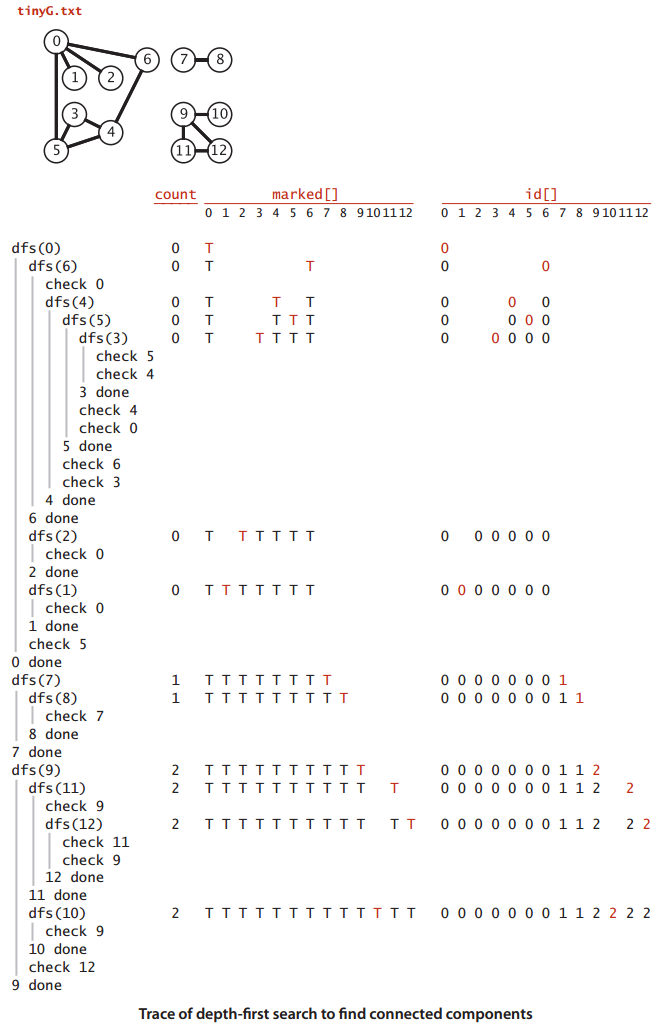 tinyG.txt
0 6 7 8
1 2
3 9 10
4
5 11 12
count marked[] id[]
0 1 2 3 4 5 6 7 8 9 10 11 12 0 1 2 3 4 5 6 7 8 9 10 11 12
dfs(0) 0 T 0
dfs(6) 0 T T 0 0
check 0
dfs(4) 0 T T T 0 0 0
dfs(5) 0 T T T T 0 0 0 0
dfs(3) 0 T T T T T 0 0 0 0 0
check 5
check 4
3 done
check 4
check 0
5 done
check 6
check 3
4 done
6 done
dfs(2) 0 T T T T T T 0 0 0 0 0 0
check 0
2 done
dfs(1) 0 T T T T T T T 0 0 0 0 0 0 0
check 0
1 done
check 5
0 done
dfs(7) 1 T T T T T T T T 0 0 0 0 0 0 0 1
dfs(8) 1 T T T T T T T T T 0 0 0 0 0 0 0 1 1
check 7
8 done
7 done
dfs(9) 2 T T T T T T T T T T 0 0 0 0 0 0 0 1 1 2
dfs(11) 2 T T T T T T T T T T T 0 0 0 0 0 0 0 1 1 2 2
check 9
dfs(12) 2 T T T T T T T T T T T T 0 0 0 0 0 0 0 1 1 2 2 2
check 11
check 9
12 done
11 done
dfs(10) 2 T T T T T T T T T T T T T 0 0 0 0 0 0 0 1 1 2 2 2 2
check 9
10 done
check 12
9 done
Trace of depth-first search to find connected components